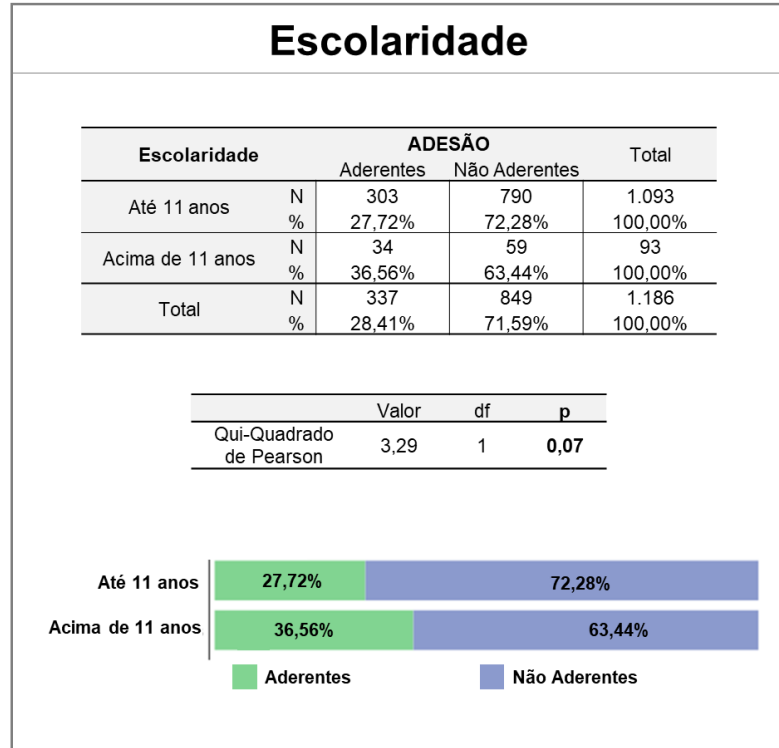 Escolaridade
Escolaridade ADESÃO Total
Aderentes Não Aderentes
Até 11 anos N 303 790 1.093
% 27,72% 72,28% 100,00%
Acima de 11 anos N 34 59 93
% 36,56% 63,44% 100,00%
Total N 337 849 1.186
% 28,41% 71,59% 100,00%
Valor df p
Qui-Quadrado
de Pearson 3,29 1 0,07
Até 11 anos 27,72% 72,28%
Acima de 11 anos 36,56% 63,44%
Aderentes Não Aderentes